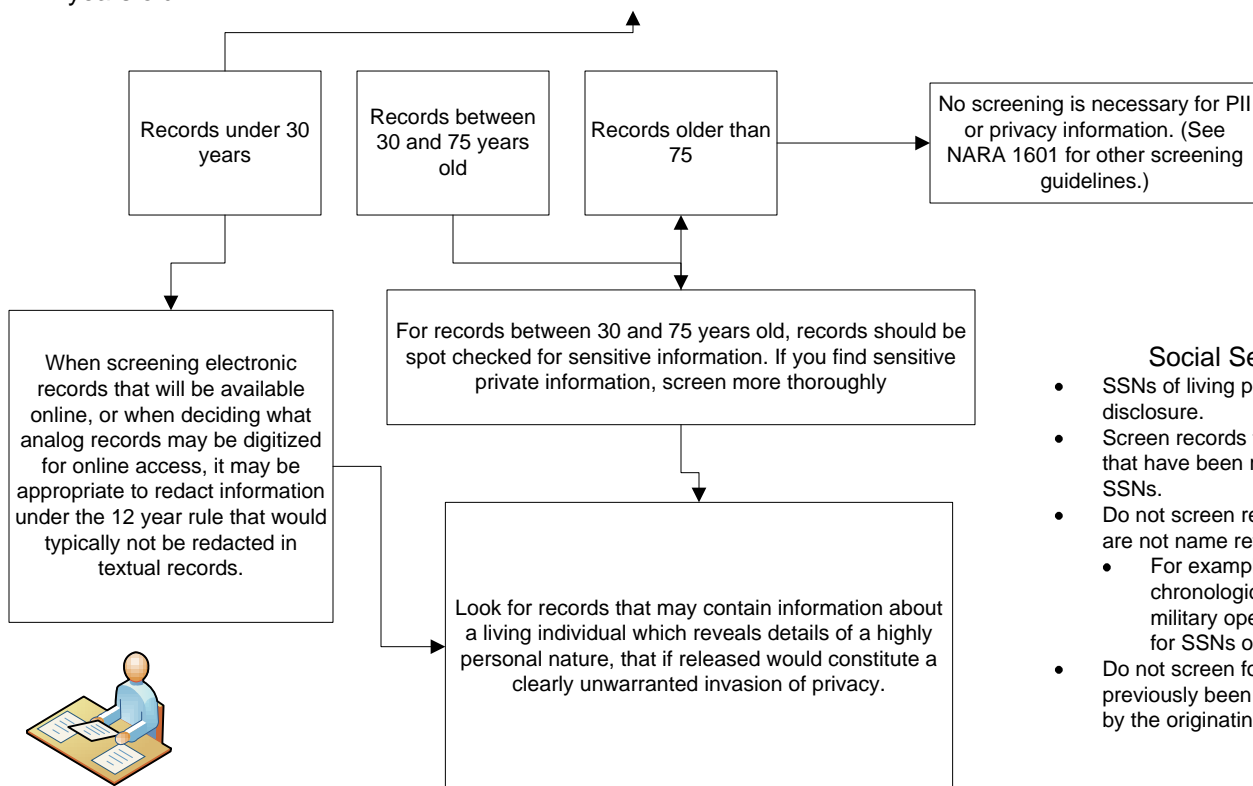 Records under 30
years
Records between
30 and 75 years
old
Records older than
75
No screening is necessary for PII
or privacy information. (See
NARA 1601 for other screening
guidelines.)
When screening electronic
records that will be available
online, or when deciding what
analog records may be digitized
for online access, it may be
appropriate to redact information
under the 12 year rule that would
typically not be redacted in
textual records.
For records between 30 and 75 years old, records should be
spot checked for sensitive information. If you find sensitive
private information, screen more thoroughly
Look for records that may contain information about
a living individual which reveals details of a highly
personal nature, that if released would constitute a
clearly unwarranted invasion of privacy.
Social Se
• SSNs of living p
disclosure.
• Screen records
that have been
SSNs.
• Do not screen re
are not name re
• For examp
chronologic
military ope
for SSNs o
• Do not screen fo
previously been
by the originatin